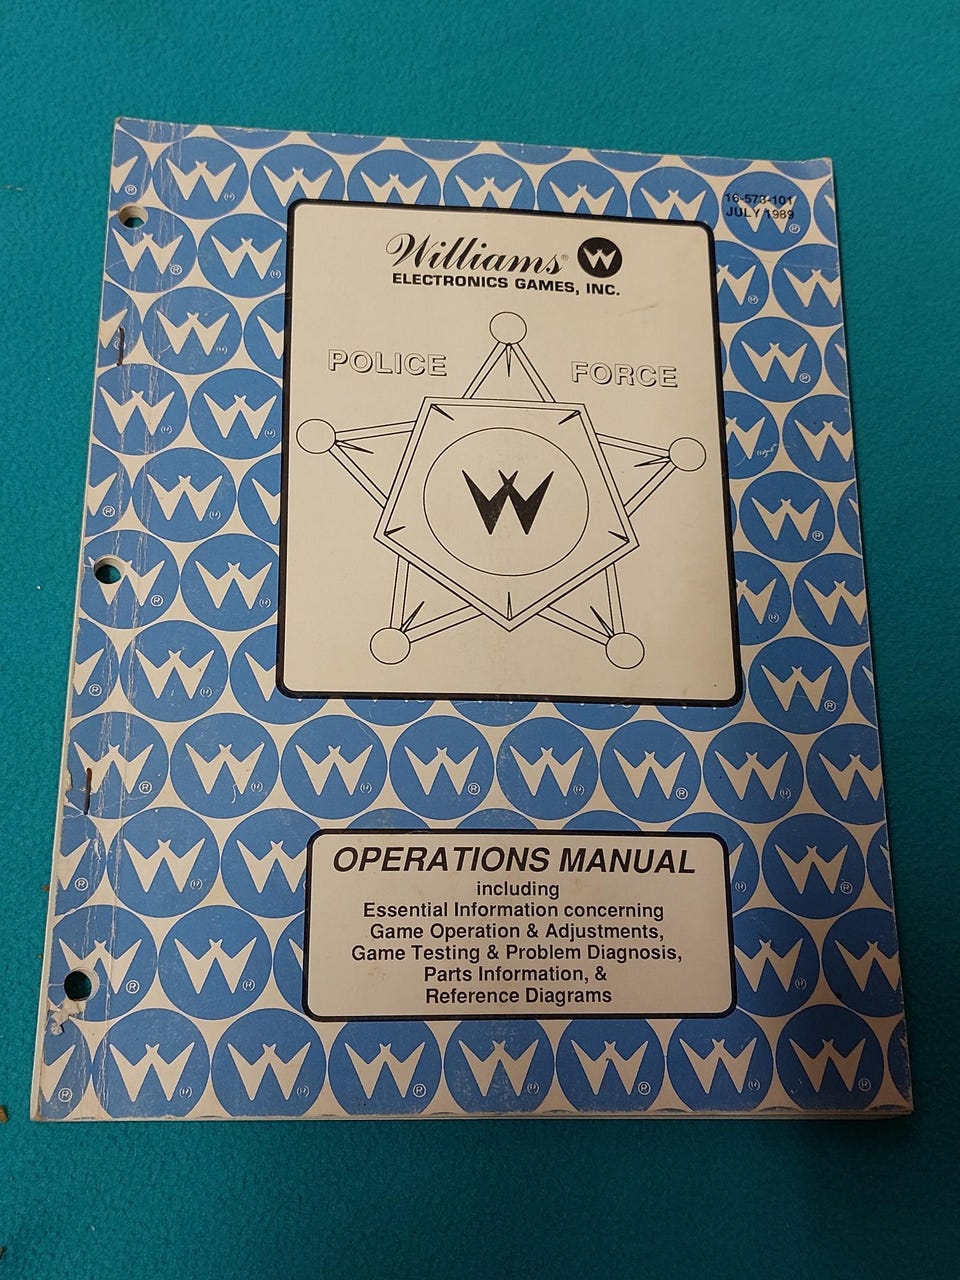 16-573-101
JULY 1989
Williams®
ELECTRONICS GAMES, INC.
POLICE FORCE
OPERATIONS MANUAL
including
Essential Information concerning
Game Operation & Adjustments,
Game Testing & Problem Diagnosis,
Parts Information, &
Reference Diagrams